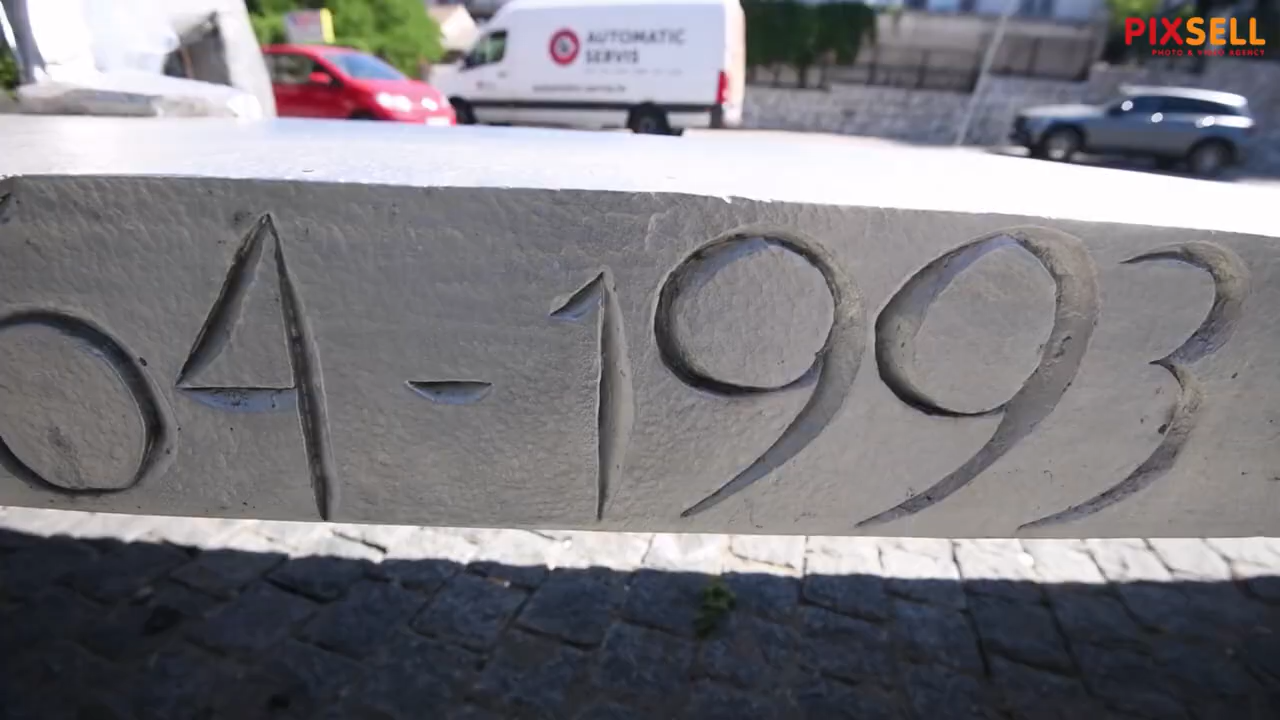 PIXSELL
PHOTO & VIDEO AGENCY
AUTOMATIC
SERVIS
04-1993